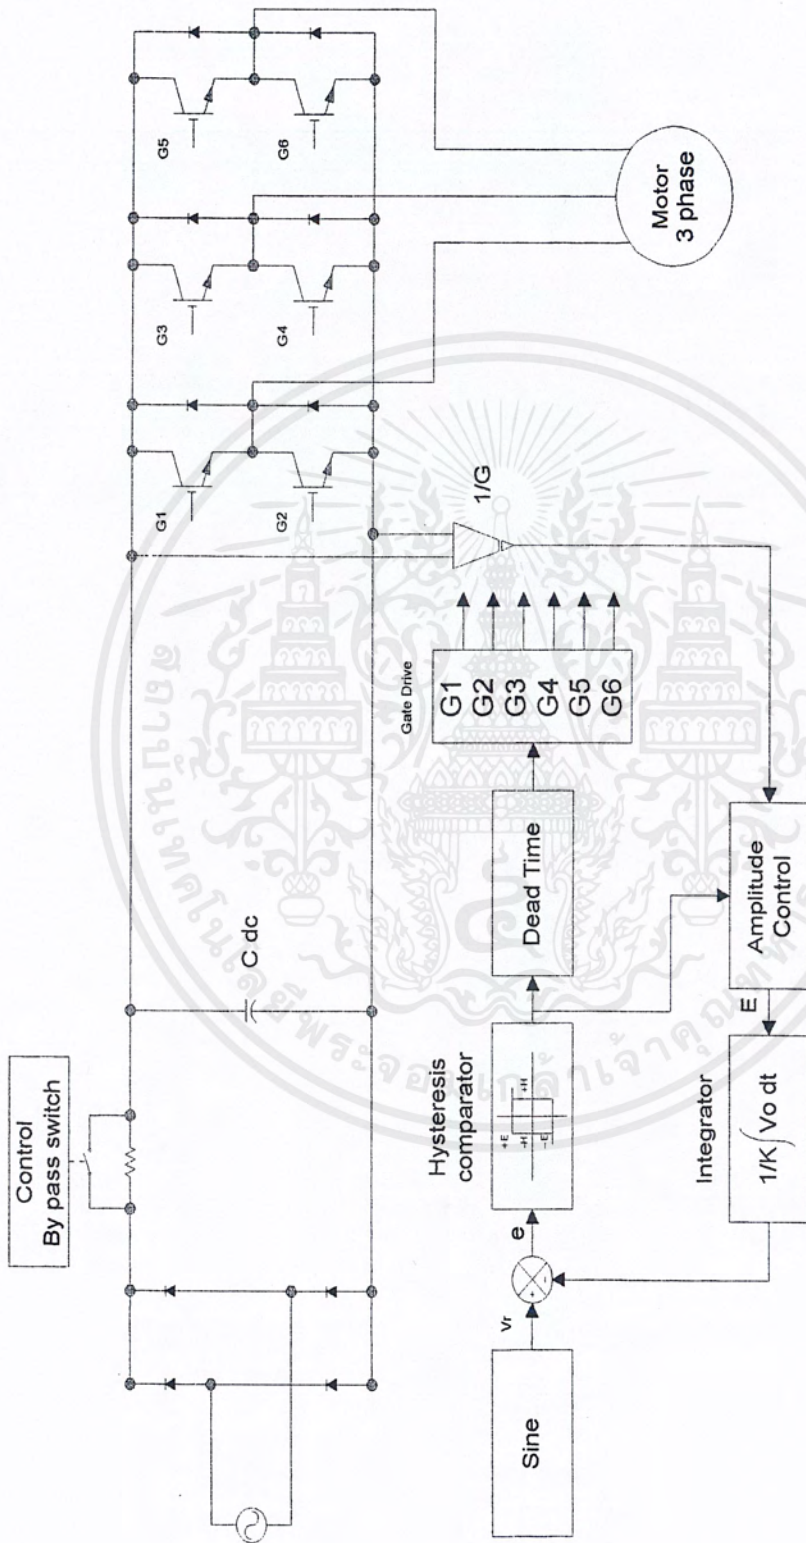 Control
By pass switch
C dc
G1
G2
G3
G4
G5
G6
Motor
3 phase
1/G
Sine
Vr
+
−
e
Hysteresis
comparator
+E
-H
+H
−E
Dead Time
Gate Drive
G1
G2
G3
G4
G5
G6
Amplitude
Control
E
Integrator
1/K∫Vo dt